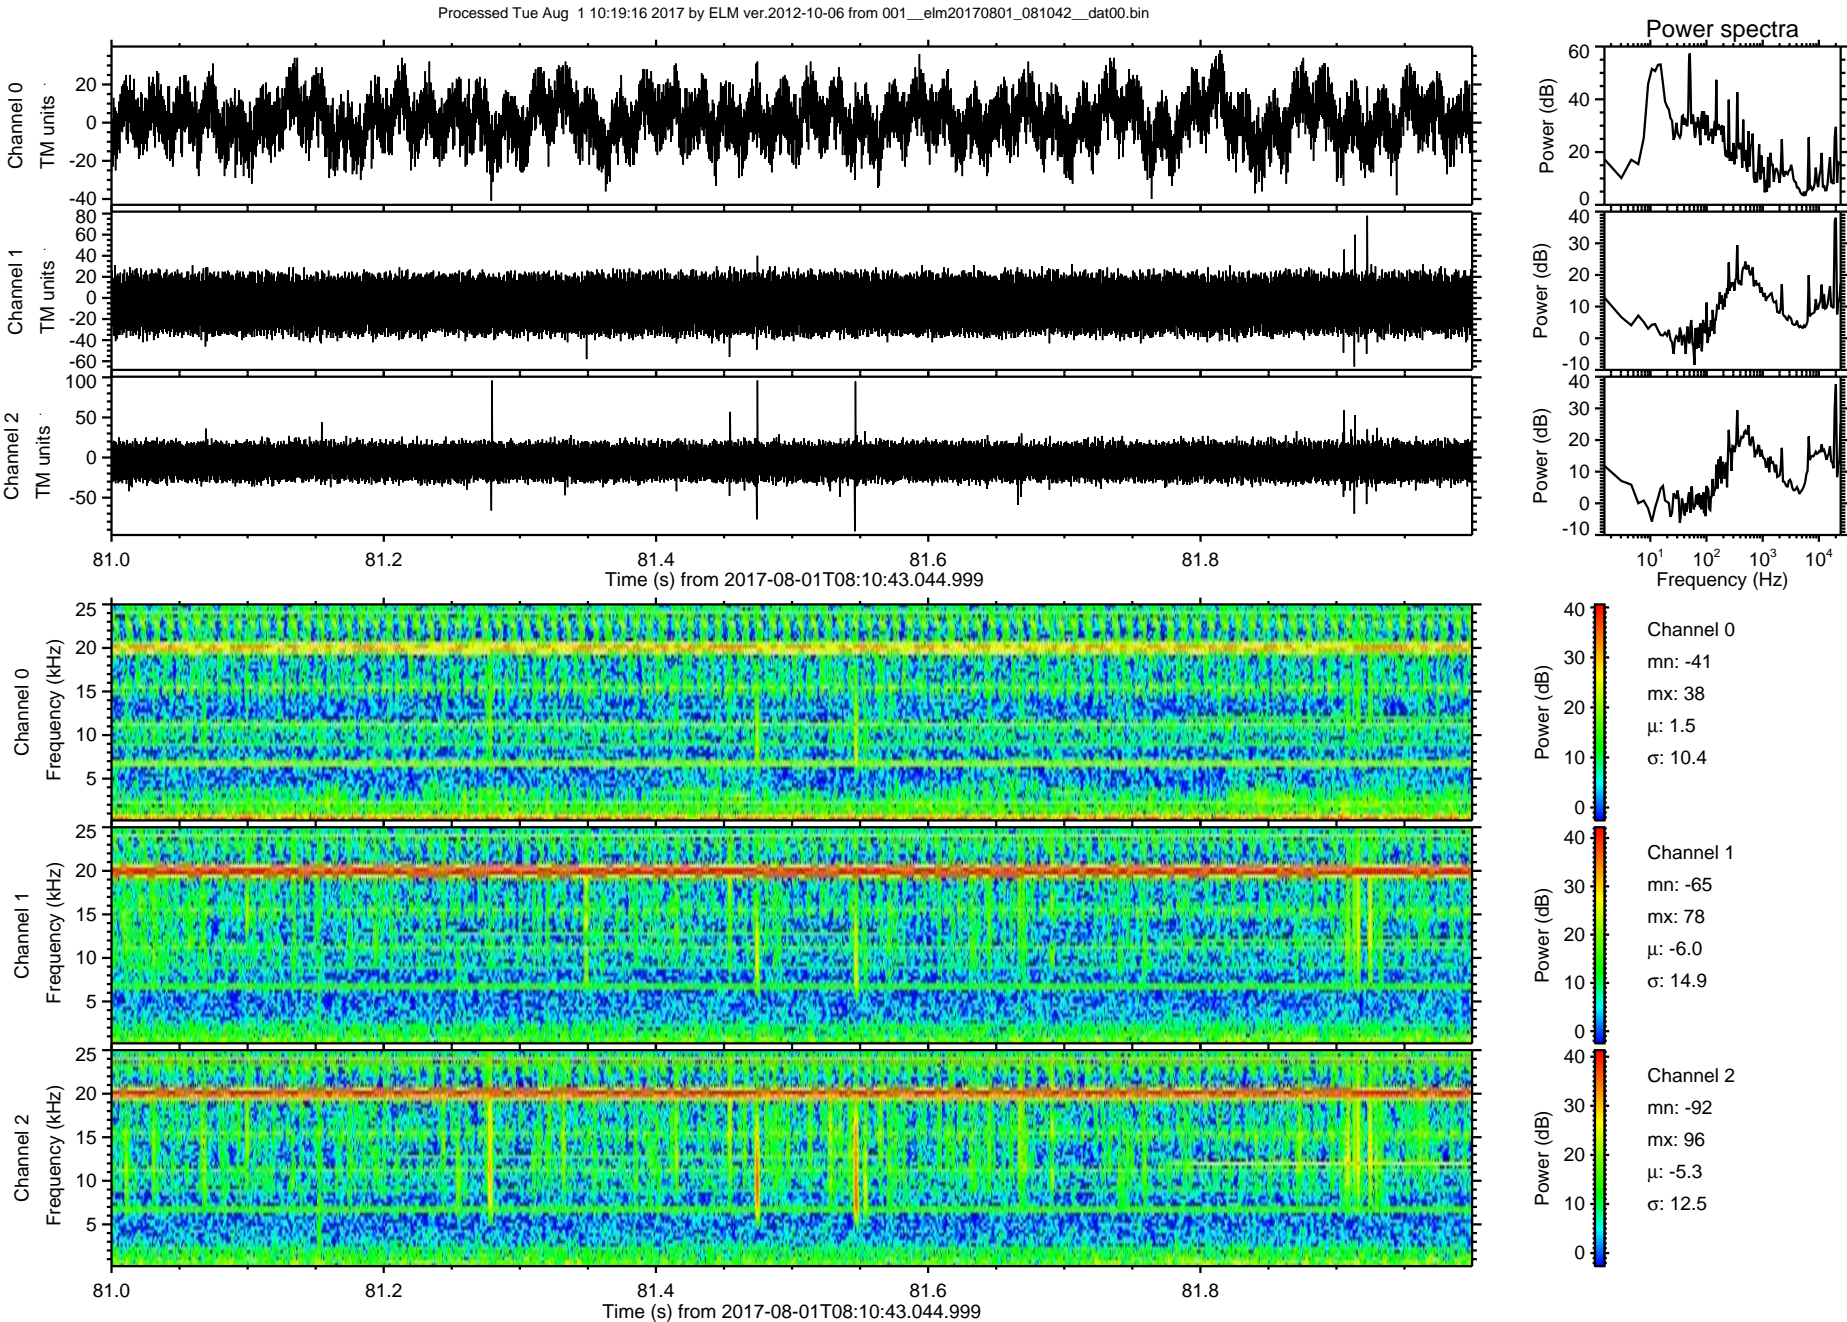 Processed Tue Aug  1 10:19:16 2017 by ELM ver.2012-10-06 from 001__elm20170801_081042__dat00.bin
Power spectra
Channel 0
TM units
20
0
-20
-40
Power (dB)
60
40
20
0
Channel 1
TM units
80
60
40
20
0
-20
-40
-60
Power (dB)
40
30
20
10
0
-10
Channel 2
TM units
100
50
0
-50
Power (dB)
40
30
20
10
0
-10
81.0 81.2 81.4 81.6 81.8
Time (s) from 2017-08-01T08:10:43.044.999
10^1 10^2 10^3 10^4
Frequency (Hz)
Channel 0
Frequency (kHz)
25
20
15
10
5
Power (dB)
40
30
20
10
0
Channel 0
mn: -41
mx: 38
μ: 1.5
σ: 10.4
Channel 1
Frequency (kHz)
25
20
15
10
5
Power (dB)
40
30
20
10
0
Channel 1
mn: -65
mx: 78
μ: -6.0
σ: 14.9
Channel 2
Frequency (kHz)
25
20
15
10
5
Power (dB)
40
30
20
10
0
Channel 2
mn: -92
mx: 96
μ: -5.3
σ: 12.5
81.0 81.2 81.4 81.6 81.8
Time (s) from 2017-08-01T08:10:43.044.999